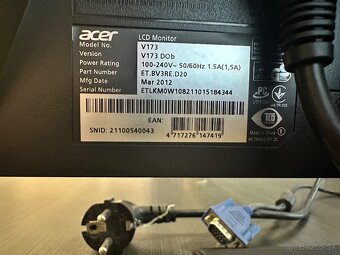 acer
LCD Monitor
Model No. V173
Version No. V173 DOb
Power Rating 100-240V~ 50/60Hz 1.5A(1,5A)
Part Number ET.BV3RE.D20
Mfg Date Mar 2012
Serial Number ETLKM0W108211015184344
SNID: 21100540043
EAN:
4 717276 147419